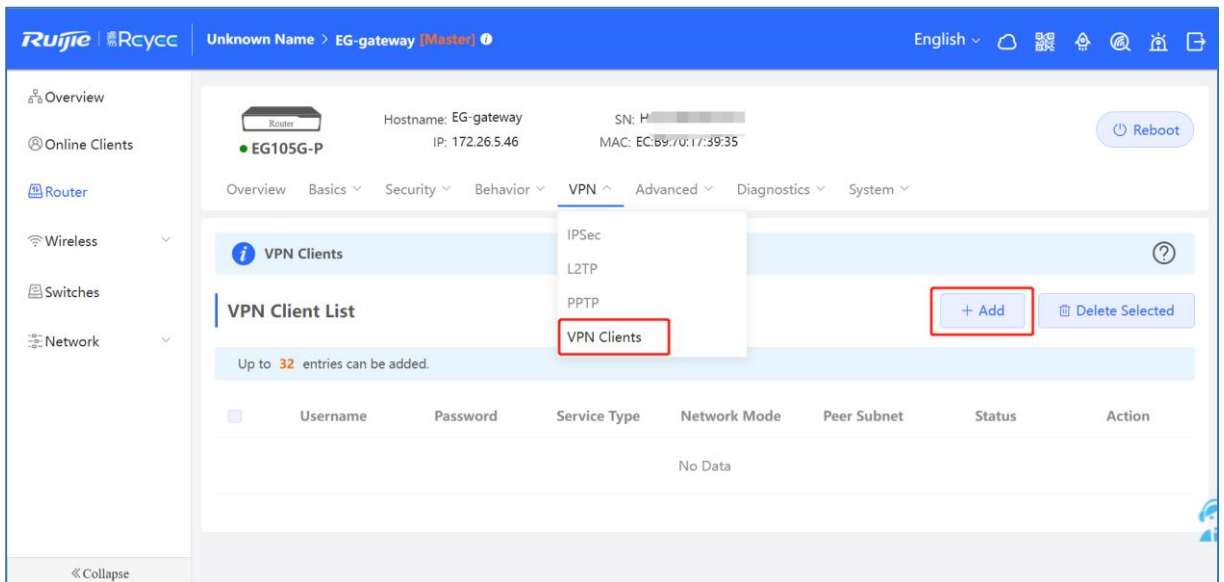 Ruijie Rcycc Unknown Name > EG-gateway [Master] English
Overview
Online Clients
Router
Wireless
Switches
Network
Collapse
Router
EG105G-P
Hostname: EG-gateway SN: H
IP: 172.26.5.46 MAC: EC:B9:70:17:39:35
Reboot
Overview Basics Security Behavior VPN Advanced Diagnostics System
IPSec
L2TP
PPTP
VPN Clients
VPN Clients
VPN Client List
+ Add Delete Selected
Up to 32 entries can be added.
Username Password Service Type Network Mode Peer Subnet Status Action
No Data